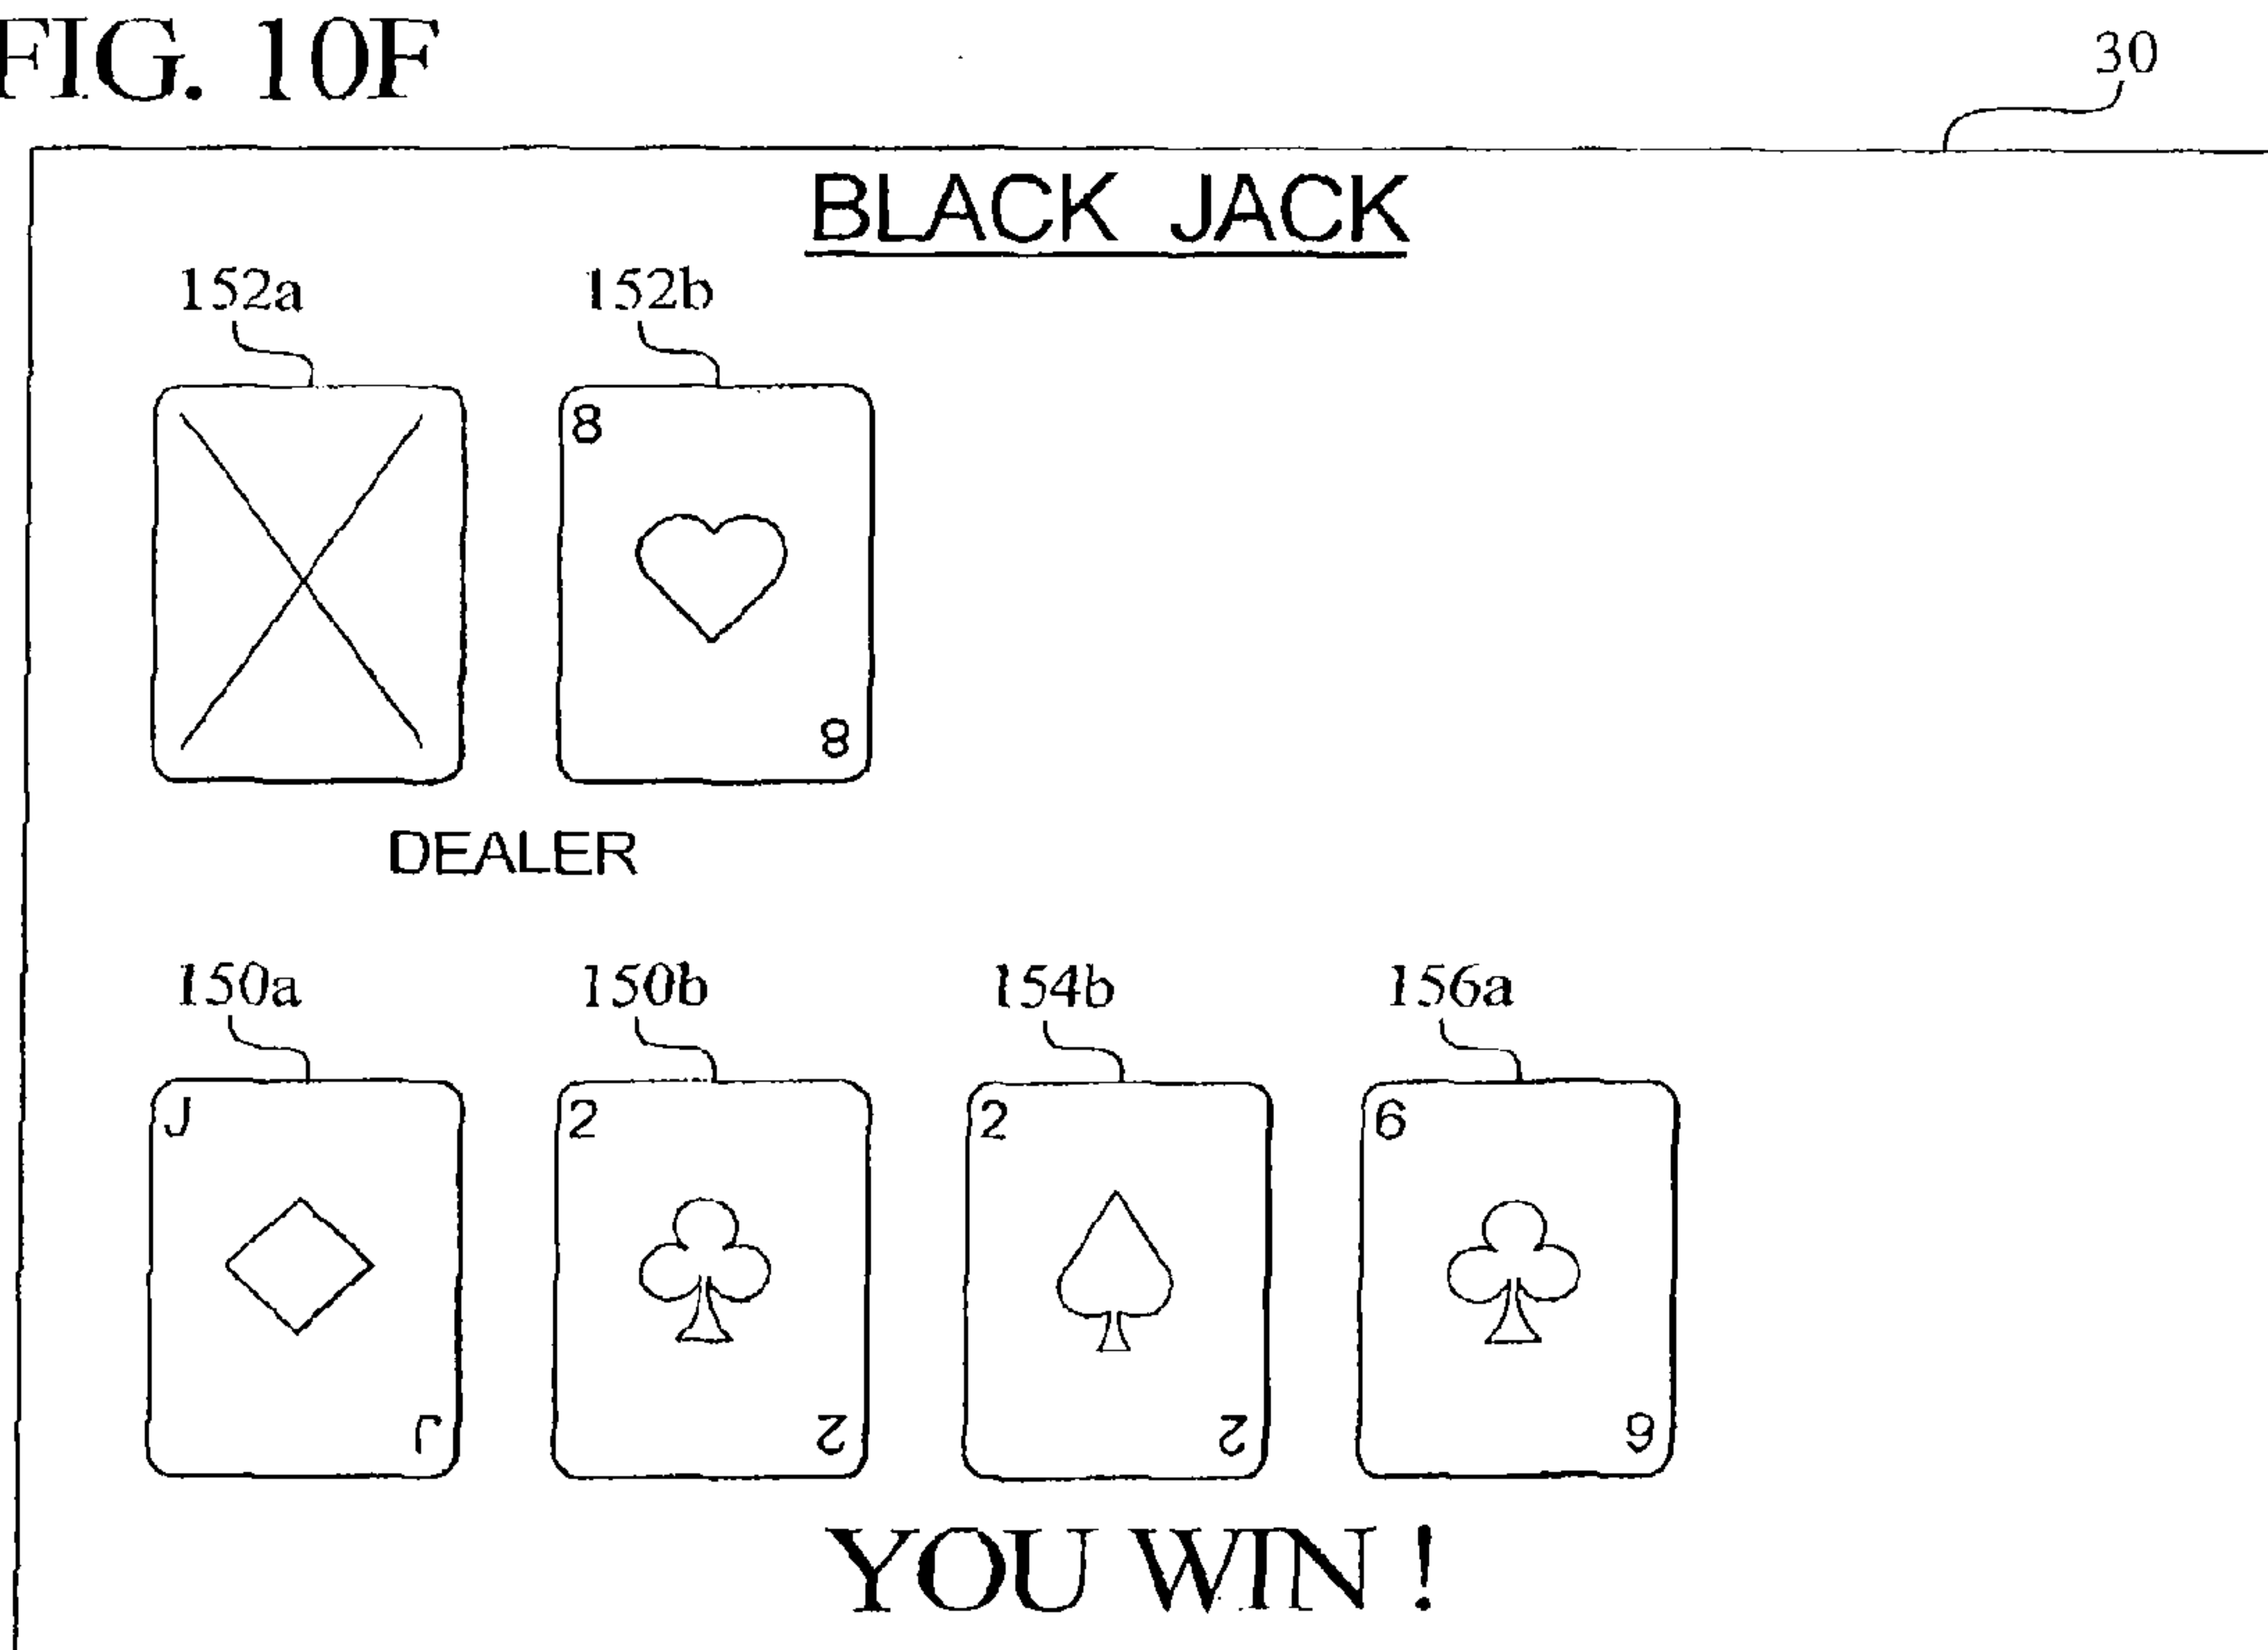 FIG. 10F
30
BLACK JACK
152a 152b
8
8
DEALER
150a 150b 154b 156a
J 2 2 6
J 2 2 6
YOU WIN !